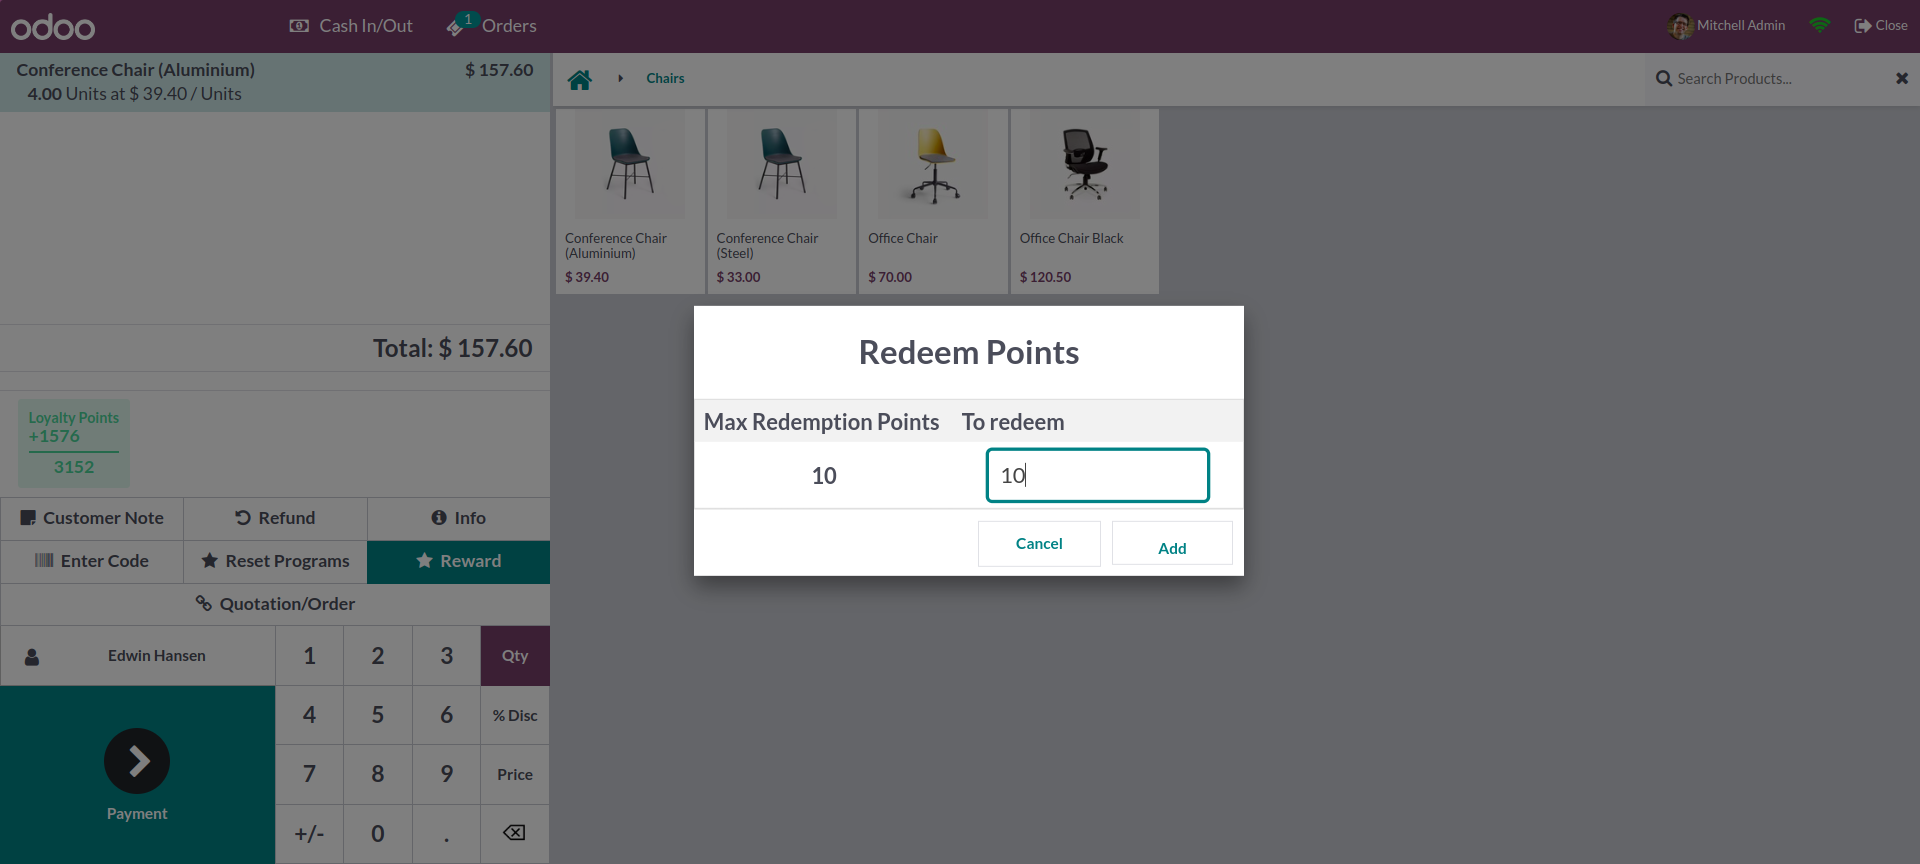 odoo
Cash In/Out
1
Orders
Mitchell Admin
Close
Conference Chair (Aluminium)
$ 157.60
4.00 Units at $ 39.40 / Units
Total: $ 157.60
Loyalty Points
+1576
3152
Customer Note
Refund
Info
Enter Code
Reset Programs
Reward
Quotation/Order
Edwin Hansen
1
2
3
Qty
4
5
6
% Disc
7
8
9
Price
+/-
0
.
Payment
Chairs
Search Products...
Conference Chair
(Aluminium)
$ 39.40
Conference Chair
(Steel)
$ 33.00
Office Chair
$ 70.00
Office Chair Black
$ 120.50
Redeem Points
Max Redemption Points
To redeem
10
10
Cancel
Add